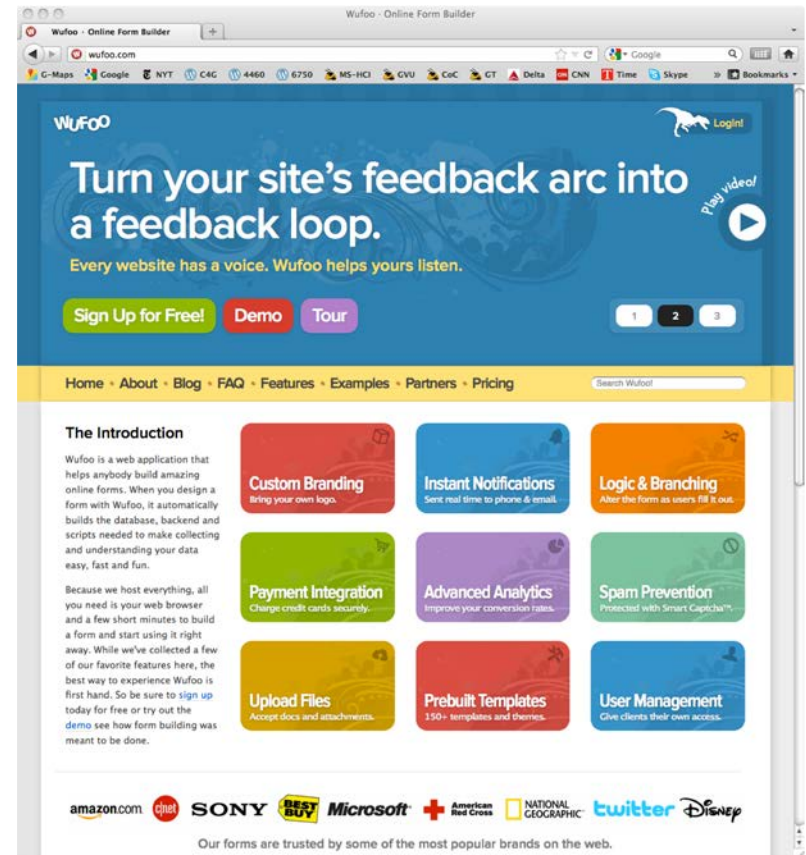 Wufoo - Online Form Builder
Wufoo - Online Form Builder
wufoo.com
Google
G-Maps Google NYT C4G 4460 6750 MS-HCI GVU CoC GT Delta CNN Time Skype » Bookmarks
WUFOO
Login!
Turn your site's feedback arc into
a feedback loop.
Play video!
Every website has a voice. Wufoo helps yours listen.
Sign Up for Free! Demo Tour
1 2 3
Home • About • Blog • FAQ • Features • Examples • Partners • Pricing
Search Wufoo!
The Introduction
Wufoo is a web application that
helps anybody build amazing
online forms. When you design a
form with Wufoo, it automatically
builds the database, backend and
scripts needed to make collecting
and understanding your data
easy, fast and fun.
Because we host everything, all
you need is your web browser
and a few short minutes to build
a form and start using it right
away. While we've collected a few
of our favorite features here, the
best way to experience Wufoo is
first hand. So be sure to sign up
today for free or try out the
demo see how form building was
meant to be done.
Custom Branding
Bring your own logo.
Instant Notifications
Sent real time to phone & email.
Logic & Branching
Alter the form as users fill it out.
Payment Integration
Charge credit cards securely.
Advanced Analytics
Improve your conversion rates.
Spam Prevention
Protected with Smart Captcha™.
Upload Files
Accept docs and attachments.
Prebuilt Templates
150+ templates and themes.
User Management
Give clients their own access.
amazon.com cnet SONY BEST BUY Microsoft American Red Cross NATIONAL GEOGRAPHIC twitter Disney
Our forms are trusted by some of the most popular brands on the web.